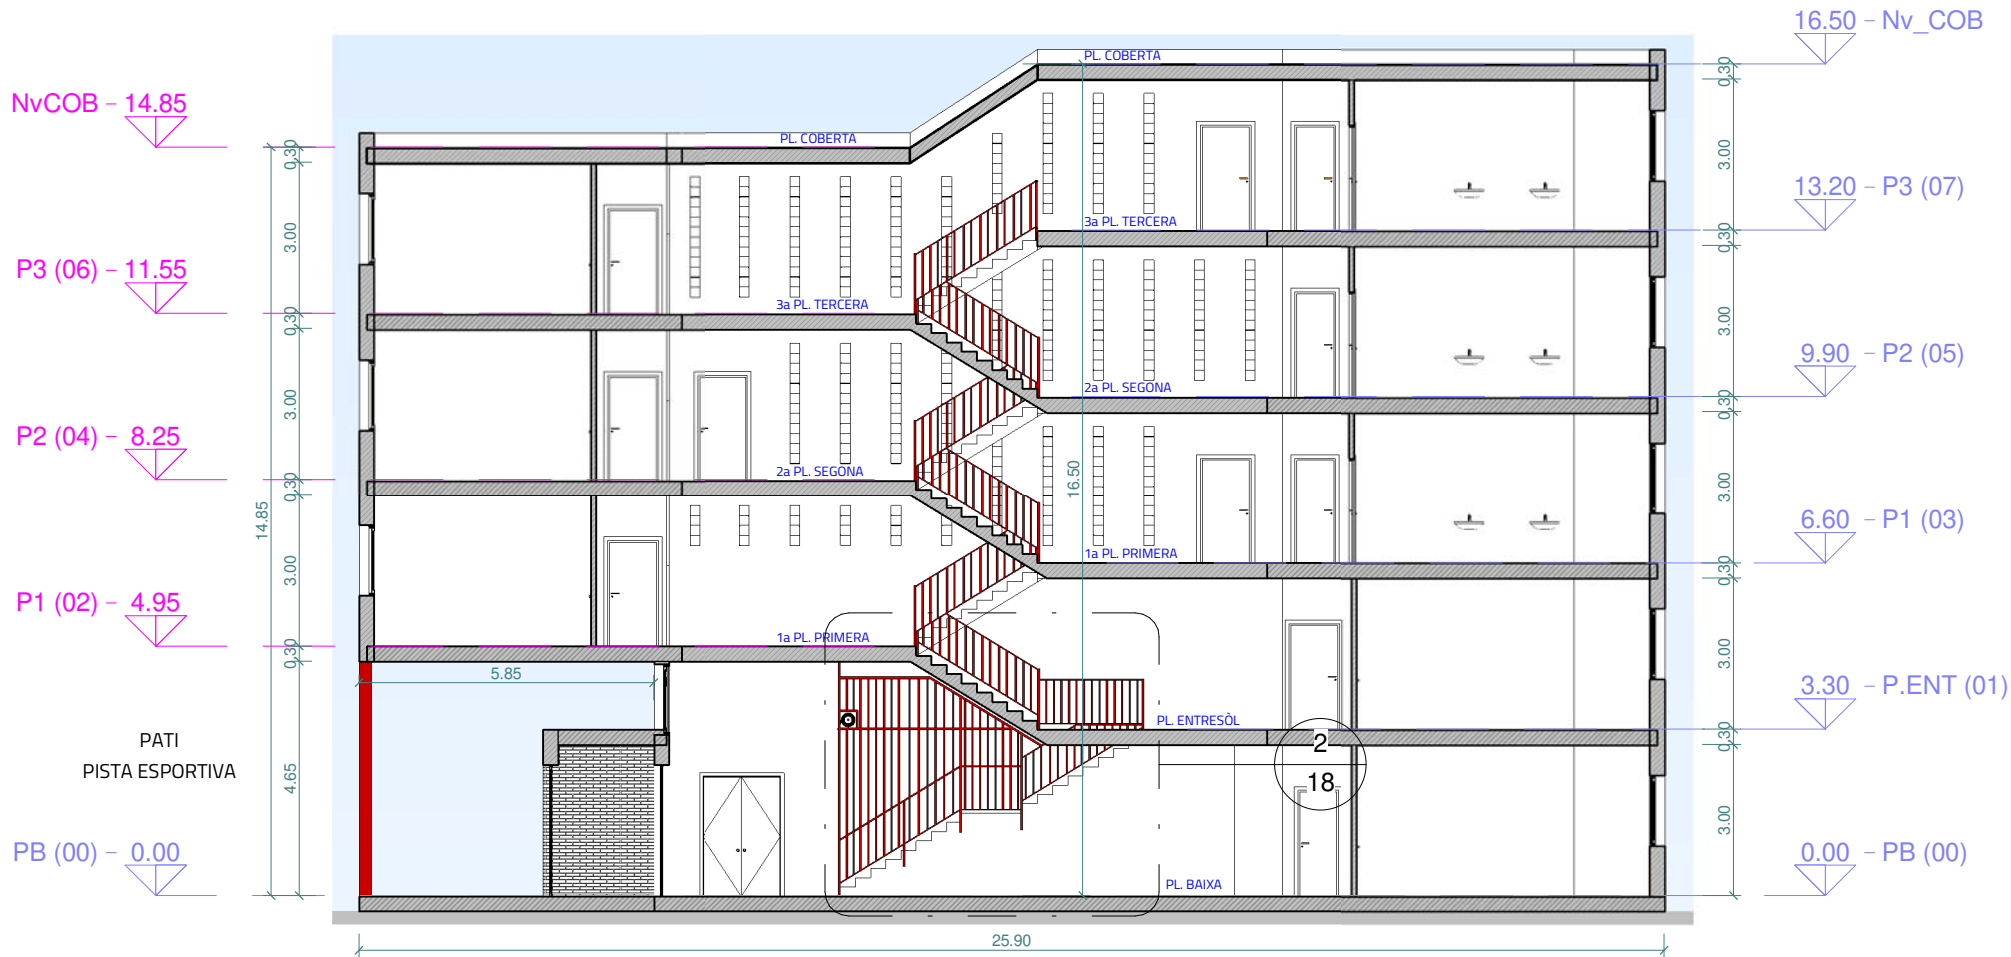 16.50 – Nv_COB
PL. COBERTA
0,30
NvCOB – 14.85
PL. COBERTA
0,30
3.00
13.20 – P3 (07)
3a PL. TERCERA
0,30
3.00
P3 (06) – 11.55
3a PL. TERCERA
0,30
3.00
9.90 – P2 (05)
2a PL. SEGONA
0,30
3.00
P2 (04) – 8.25
2a PL. SEGONA
0,30
16.50
3.00
14.85
6.60 – P1 (03)
1a PL. PRIMERA
0,30
3.00
P1 (02) – 4.95
1a PL. PRIMERA
0,30
3.00
5.85
3.30 – P.ENT (01)
PL. ENTRESÒL
0,30
PATI
PISTA ESPORTIVA
2
18
4.65
3.00
PB (00) – 0.00
0.00 – PB (00)
PL. BAIXA
25.90